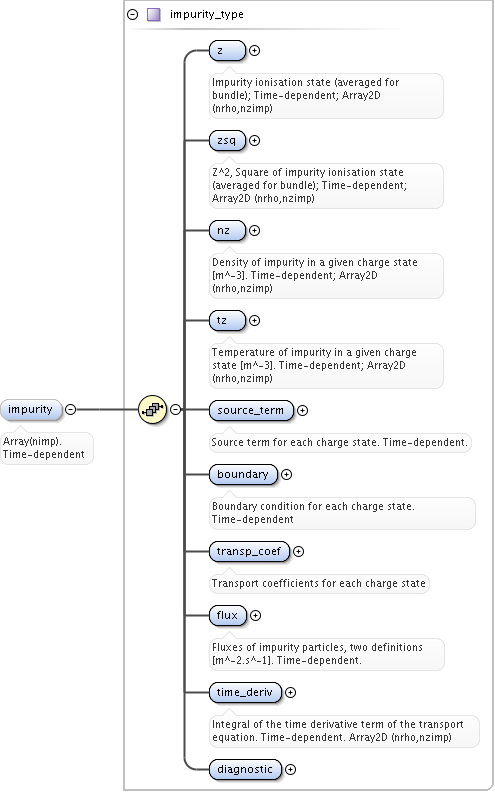 impurity_type
z
Impurity ionisation state (averaged for
bundle); Time-dependent; Array2D
(nrho,nzimp)
zsq
Z^2, Square of impurity ionisation state
(averaged for bundle); Time-dependent;
Array2D (nrho,nzimp)
nz
Density of impurity in a given charge state
[m^-3]. Time-dependent; Array2D
(nrho,nzimp)
tz
Temperature of impurity in a given charge
state [m^-3]. Time-dependent; Array2D
(nrho,nzimp)
impurity
Array(nimp).
Time-dependent
source_term
Source term for each charge state. Time-dependent.
boundary
Boundary condition for each charge state.
Time-dependent
transp_coef
Transport coefficients for each charge state
flux
Fluxes of impurity particles, two definitions
[m^-2.s^-1]. Time-dependent.
time_deriv
Integral of the time derivative term of the transport
equation. Time-dependent. Array2D (nrho,nzimp)
diagnostic